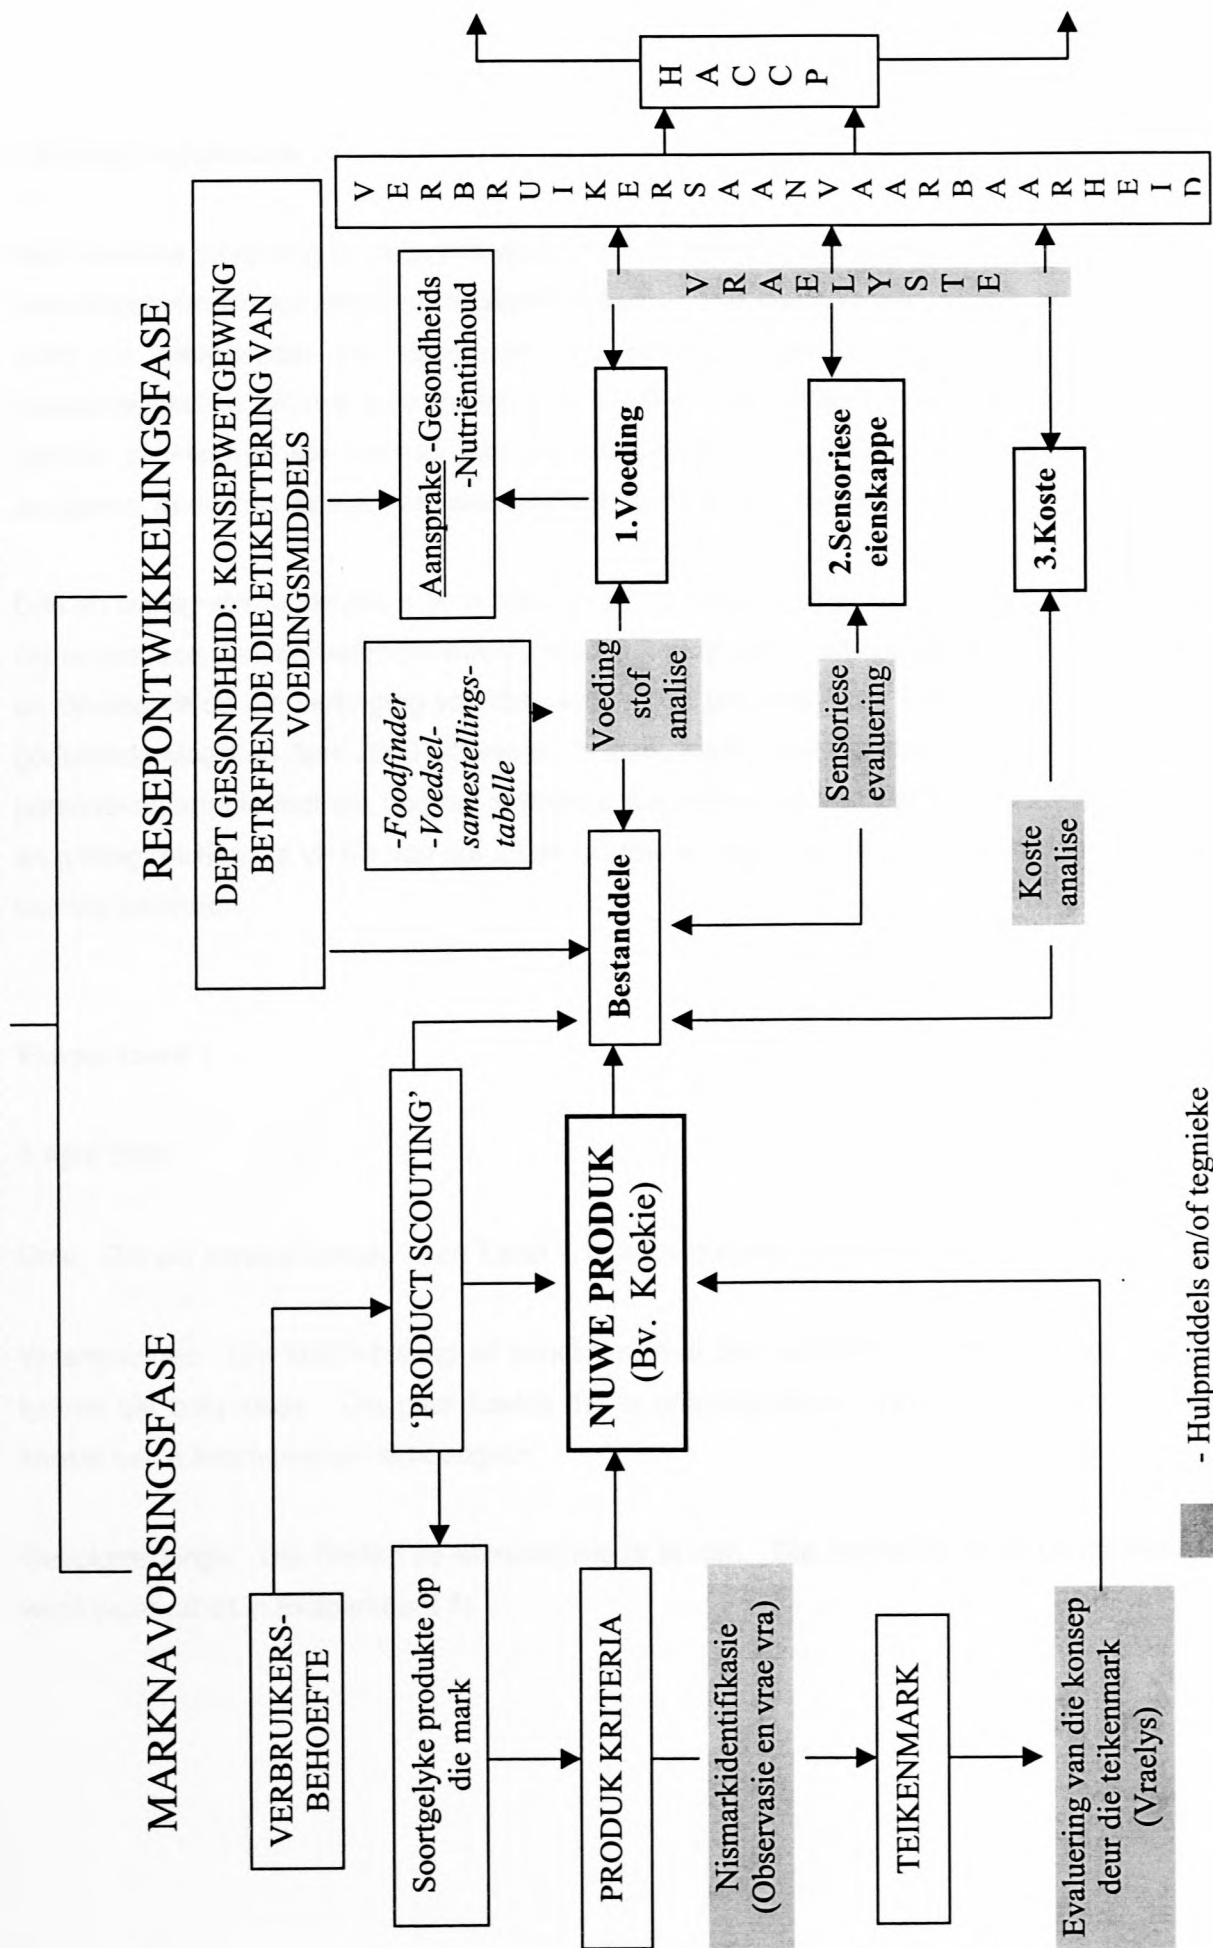 MARKNAVORSINGSFASE
VERBRUIKERS-
BEHOEFTE
Soortgelyke produkte op
die mark
PRODUK KRITERIA
Nismarkidentifikasie
(Observasie en vrae vra)
TEIKENMARK
Evaluering van die konsep
deur die teikenmark
(Vraelys)
'PRODUCT SCOUTING'
NUWE PRODUK
(Bv. Koekie)
- Hulpmiddels en/of tegnieke
RESEPONTWIKKELINGSFASE
DEPT GESONDHEID: KONSEPWETGEWING
BETRFFENDE DIE ETIKETTERING VAN
VOEDINGSMIDDELS
-Foodfinder
-Voedsel-
samestellings-
tabelle
Aansprake -Gesondheids
-Nutriëntinhoud
Bestanddele
Voeding
stof
analise
1.Voeding
Sensoriese
evaluering
2.Sensoriese
eienskappe
Koste
analise
3.Koste
VRAELYSTE
VERBRUIKERSAANVAARBAARHEID
HACCP